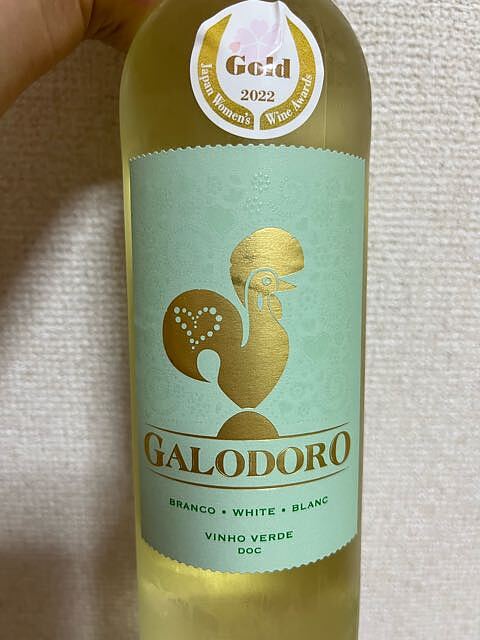 Gold
2022
Japan Women's Wine Awards
GALODORO
BRANCO • WHITE • BLANC
VINHO VERDE
DOC